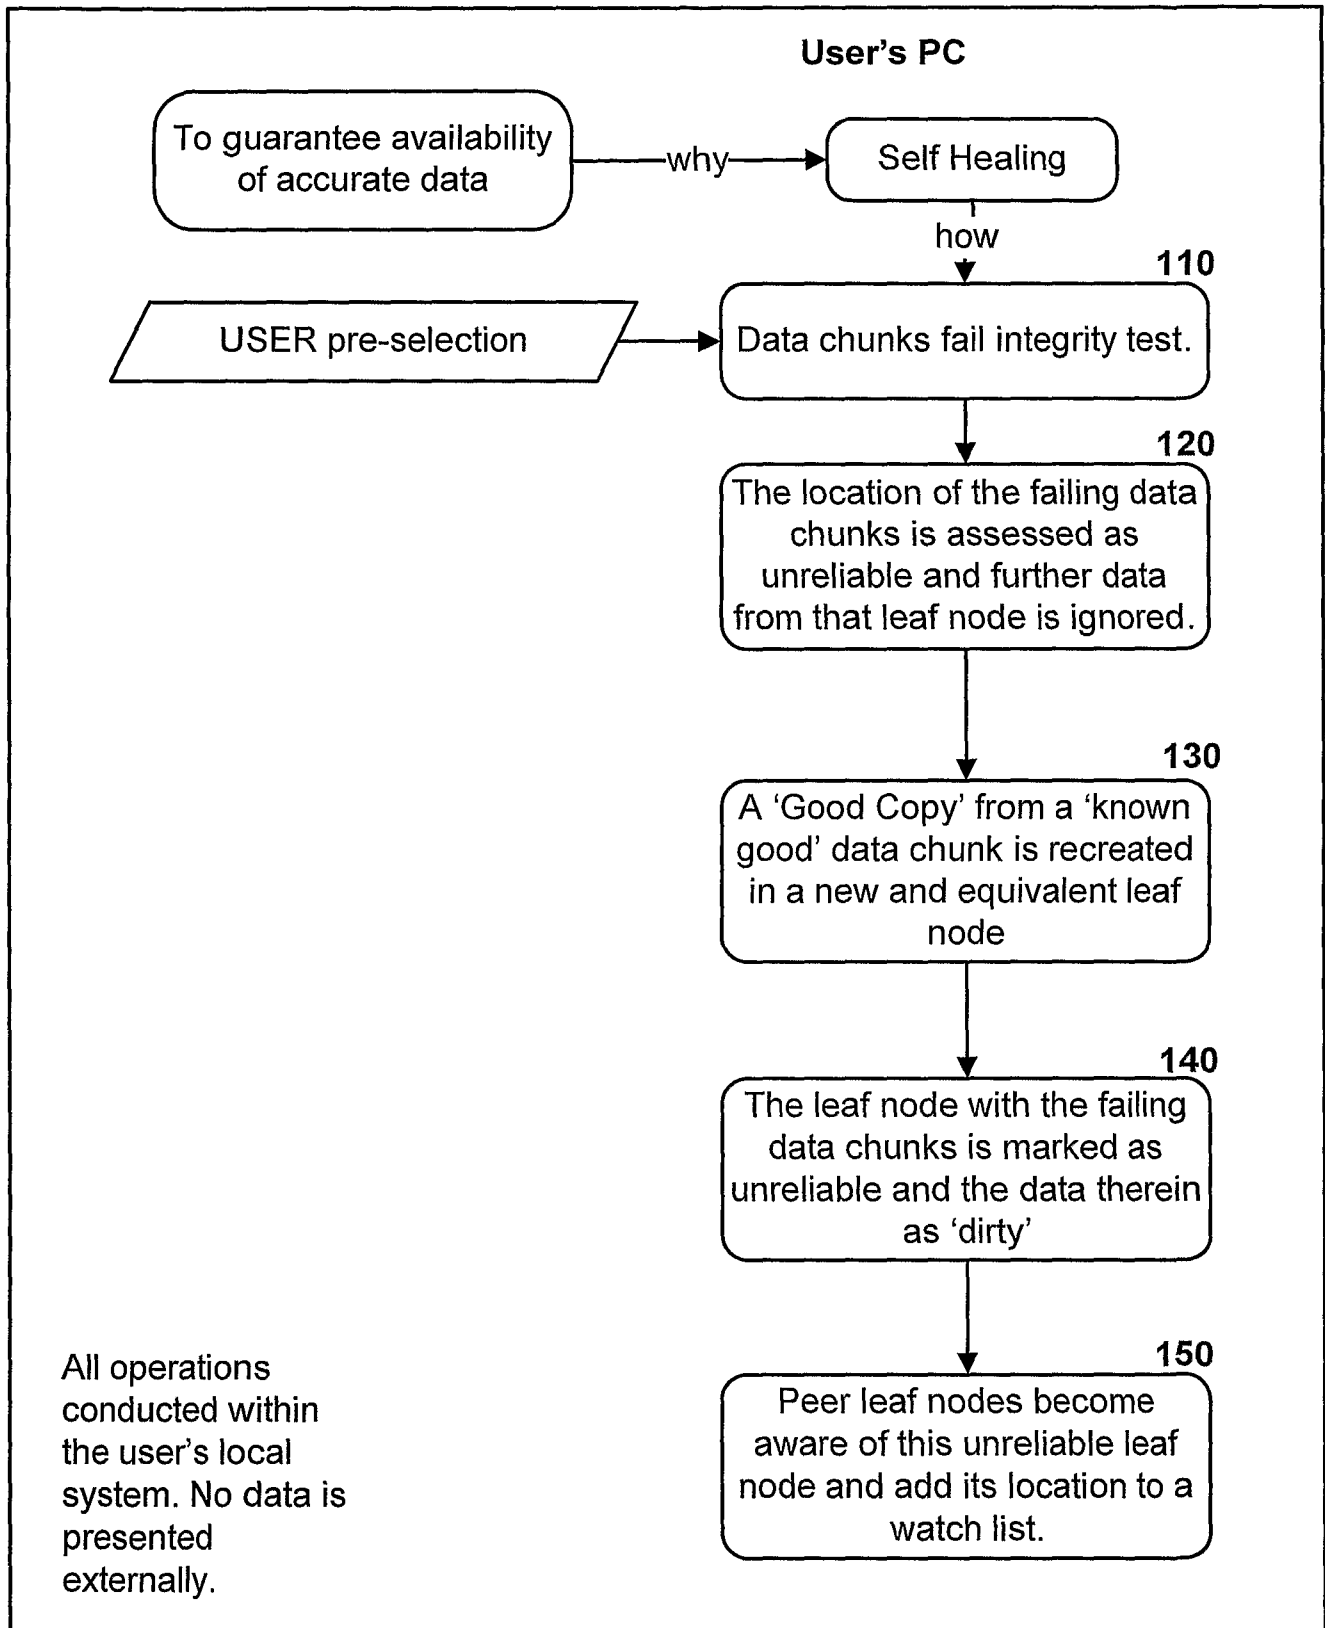 User's PC
To guarantee availability
of accurate data
why
Self Healing
how
110
USER pre-selection
Data chunks fail integrity test.
120
The location of the failing data
chunks is assessed as
unreliable and further data
from that leaf node is ignored.
130
A ‘Good Copy’ from a ‘known
good’ data chunk is recreated
in a new and equivalent leaf
node
140
The leaf node with the failing
data chunks is marked as
unreliable and the data therein
as ‘dirty’
150
Peer leaf nodes become
aware of this unreliable leaf
node and add its location to a
watch list.
All operations
conducted within
the user's local
system. No data is
presented
externally.